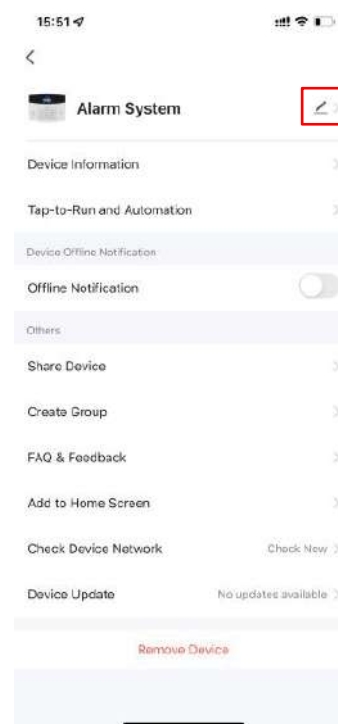 15:51
Alarm System
Device Information
Tap-to-Run and Automation
Device Offline Notification
Offline Notification
Others
Share Device
Create Group
FAQ & Feedback
Add to Home Screen
Check Device Network Check Now
Device Update No updates available
Remove Device